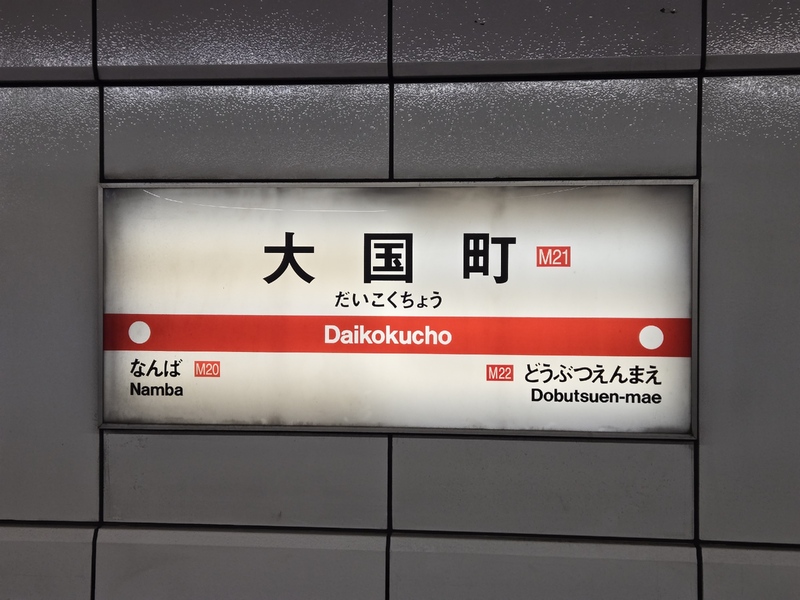 大国町 M21
だいこくちょう
Daikokucho
なんば M20
Namba
M22 どうぶつえんまえ
Dobutsuen-mae